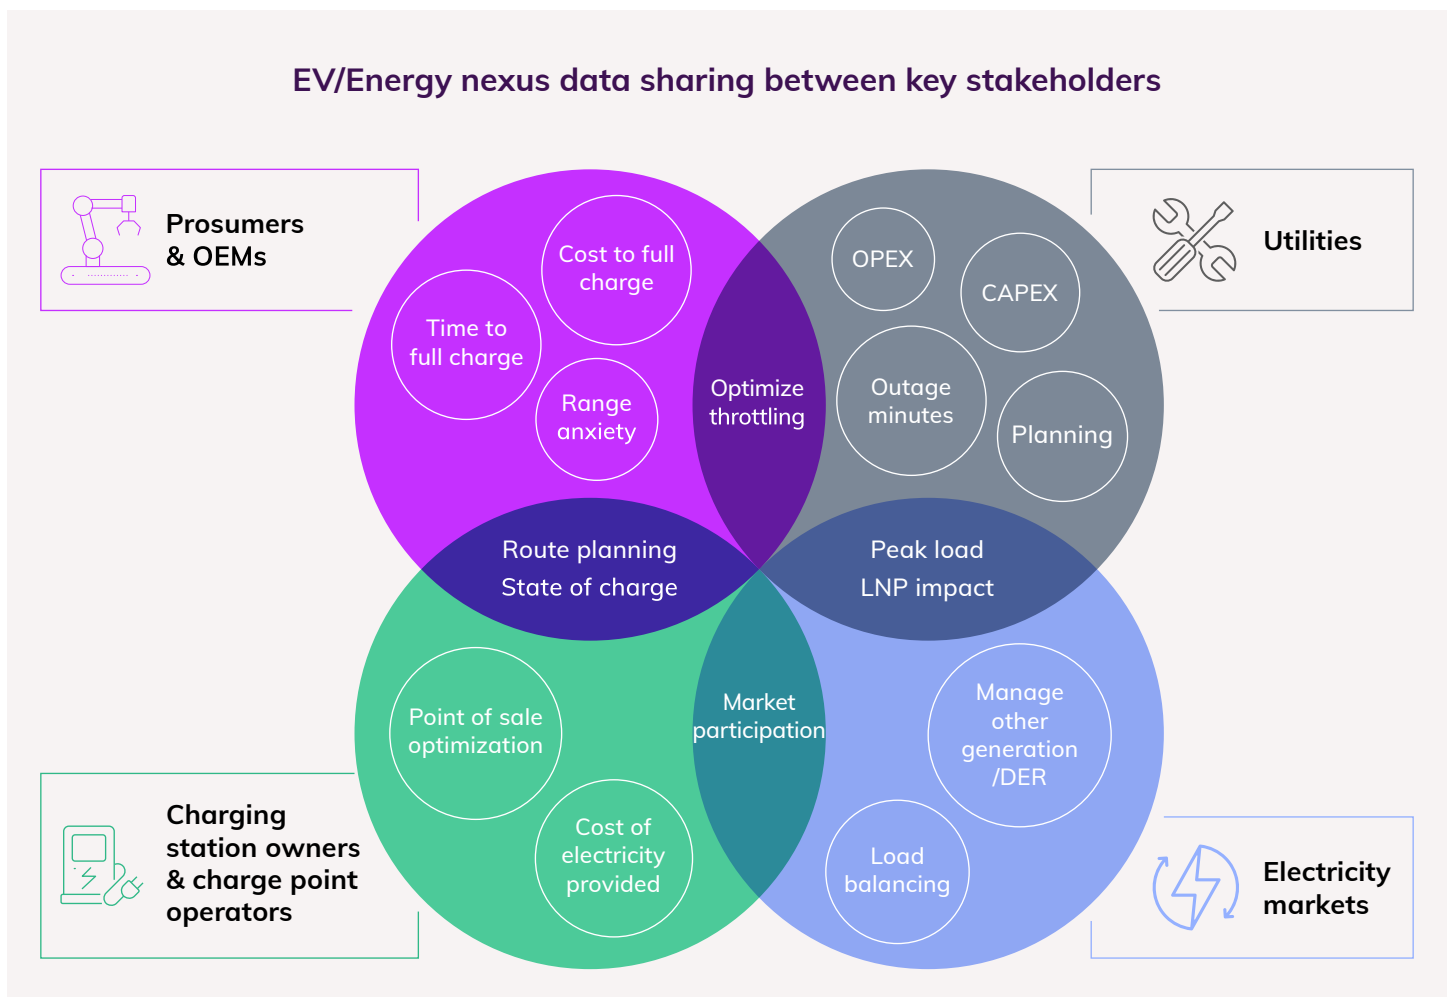 EV/Energy nexus data sharing between key stakeholders
Prosumers
& OEMs
Cost to full
charge
Time to
full charge
Range
anxiety
Optimize
throttling
OPEX
CAPEX
Outage
minutes
Planning
Utilities
Route planning
State of charge
Peak load
LNP impact
Charging
station owners
& charge point
operators
Point of sale
optimization
Cost of
electricity
provided
Market
participation
Manage
other
generation
/DER
Load
balancing
Electricity
markets